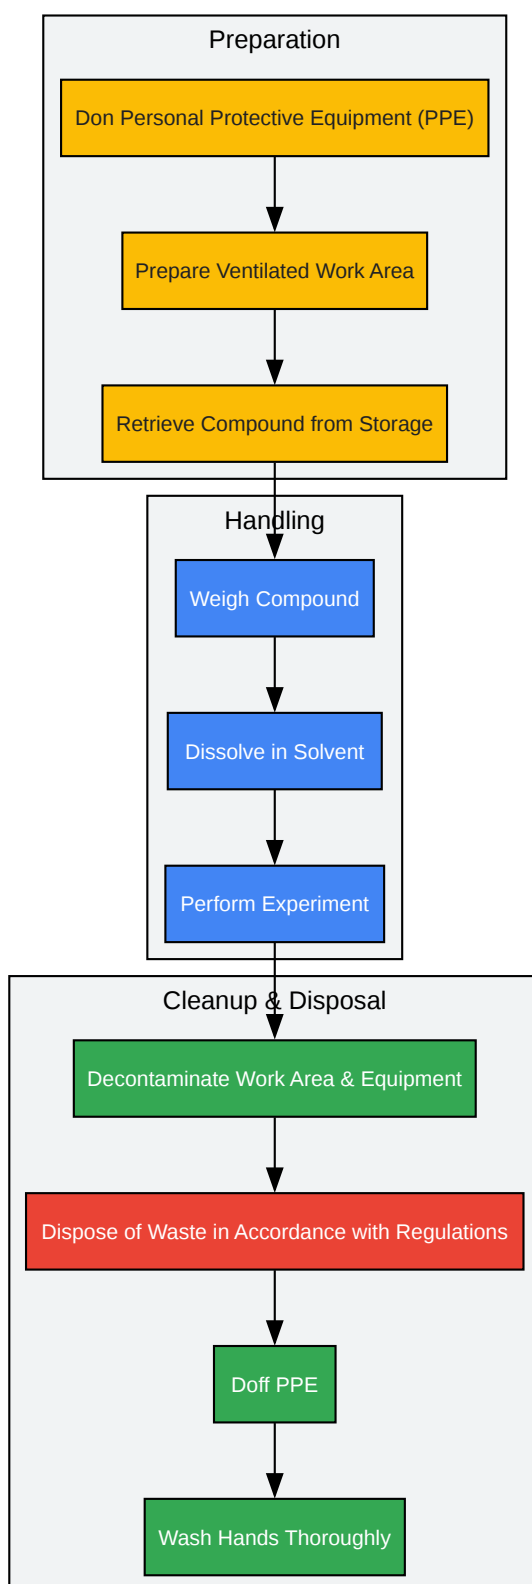 Preparation
Don Personal Protective Equipment (PPE)
Prepare Ventilated Work Area
Retrieve Compound from Storage
Handling
Weigh Compound
Dissolve in Solvent
Perform Experiment
Cleanup & Disposal
Decontaminate Work Area & Equipment
Dispose of Waste in Accordance with Regulations
Doff PPE
Wash Hands Thoroughly